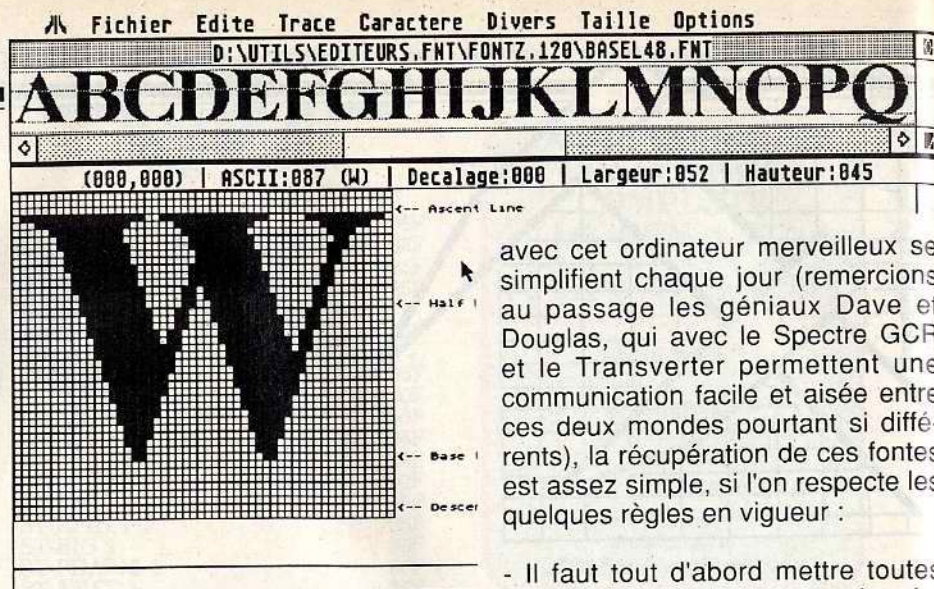 Fichier Edite Trace Caractere Divers Taille Options
D:\UTILS\EDITEURS.FNT\FONTZ.120\BASEL48.FNT
ABCDEFGHIJKLMNOPQ
(000,000) | ASCII:087 (W) | Decalage:000 | Largeur:052 | Hauteur:045
W
<-- Ascent Line
<-- Half
<-- Base
<--
avec cet ordinateur merveilleux se
simplifient chaque jour (remercions
au passage les géniaux Dave et
Douglas, qui avec le Spectre GCR
et le Transverter permettent une
communication facile et aisée entre
ces deux mondes pourtant si diffé-
rents), la récupération de ces fontes
est assez simple, si l'on respecte les
quelques règles en vigueur :
- Il faut tout d'abord mettre toutes